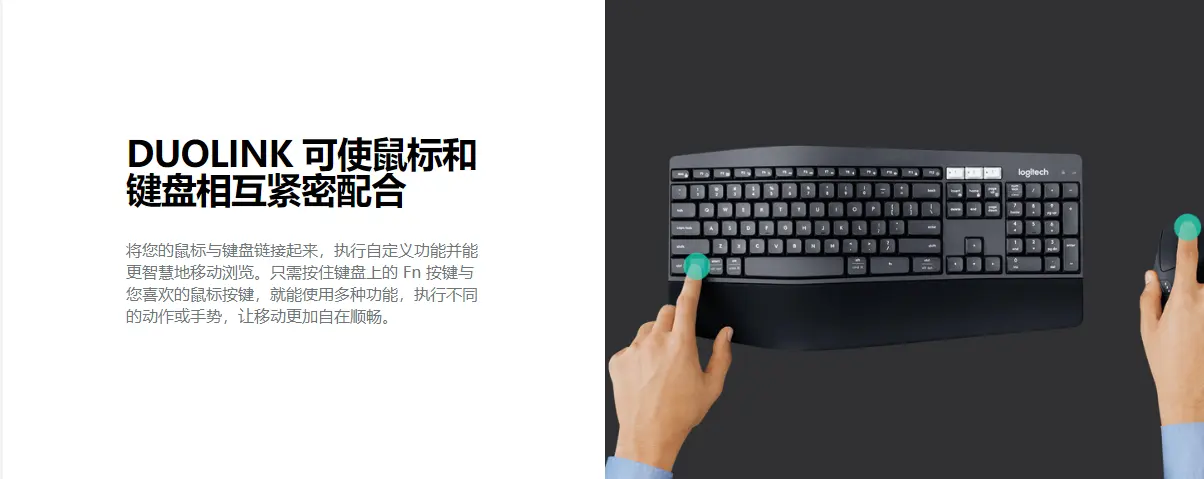 DUOLINK 可使鼠标和
键盘相互紧密配合
将您的鼠标与键盘链接起来，执行自定义功能并能
更智慧地移动浏览。只需按住键盘上的 Fn 按键与
您喜欢的鼠标按键，就能使用多种功能，执行不同
的动作或手势，让移动更加自在顺畅。
logitech